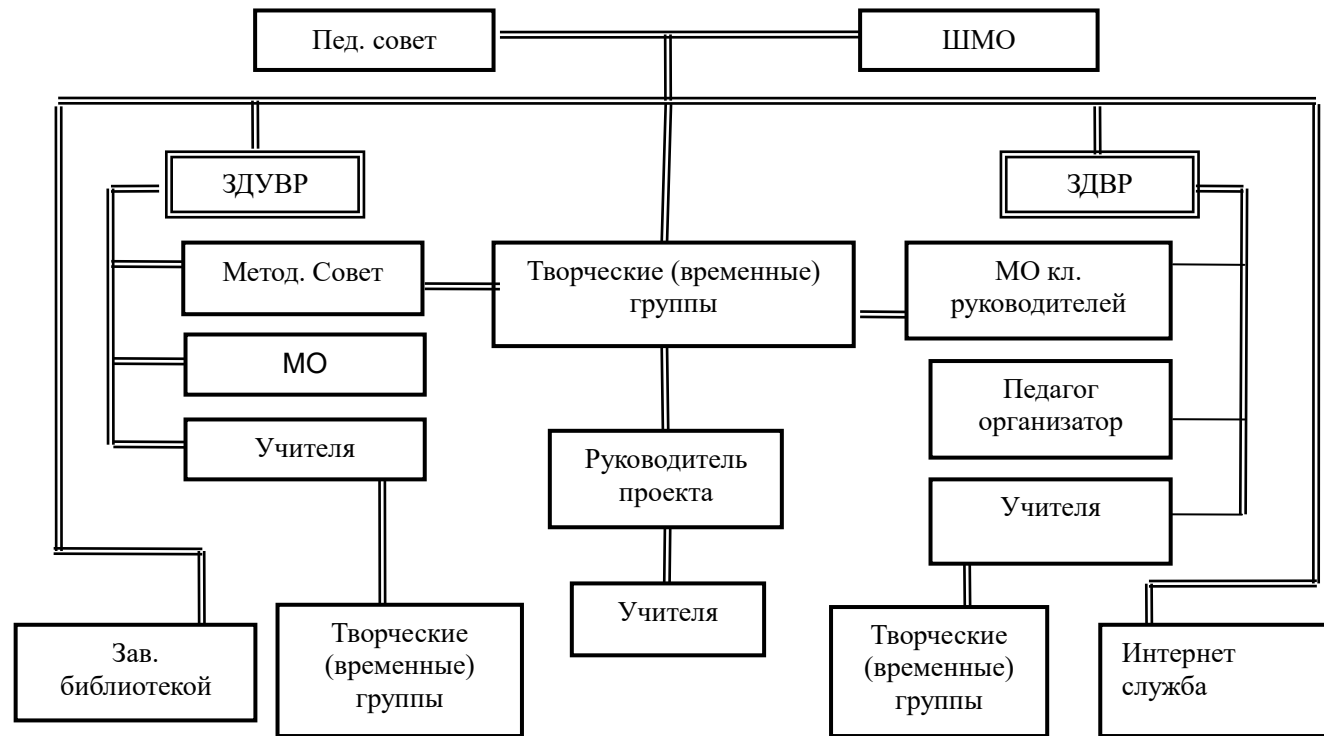 Пед. совет
ШМО
ЗДУВР
ЗДВР
Метод. Совет
Творческие (временные)
группы
МО кл.
руководителей
МО
Педагог
организатор
Учителя
Руководитель
проекта
Учителя
Учителя
Зав.
библиотекой
Творческие
(временные)
группы
Творческие
(временные)
группы
Интернет
служба